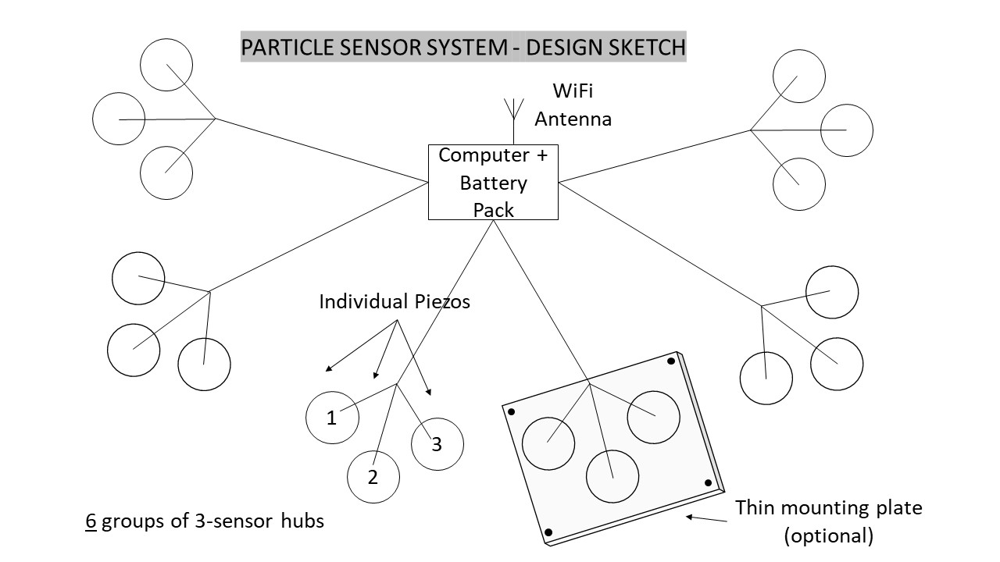 PARTICLE SENSOR SYSTEM - DESIGN SKETCH
WiFi
Antenna
Computer +
Battery
Pack
Individual Piezos
1
2
3
6 groups of 3-sensor hubs
Thin mounting plate
(optional)